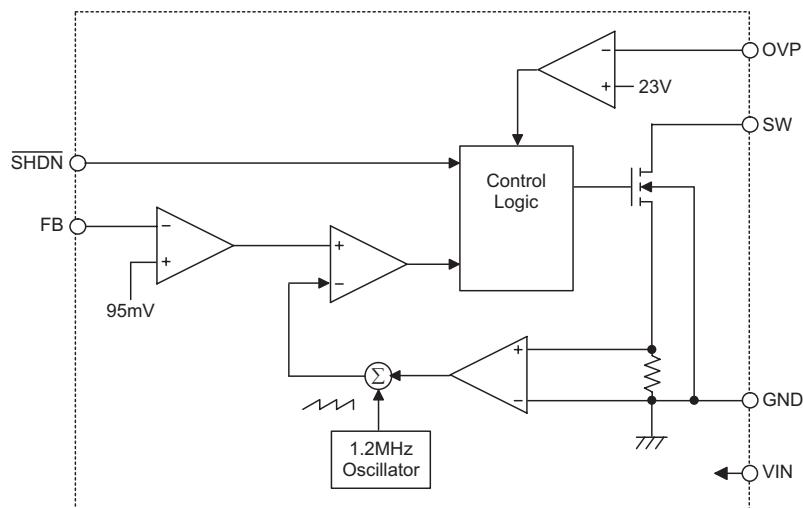 OVP
−
+
23V
SW
SHDN
Control
Logic
FB
−
+
+
−
95mV
+
−
Σ
GND
1.2MHz
Oscillator
VIN